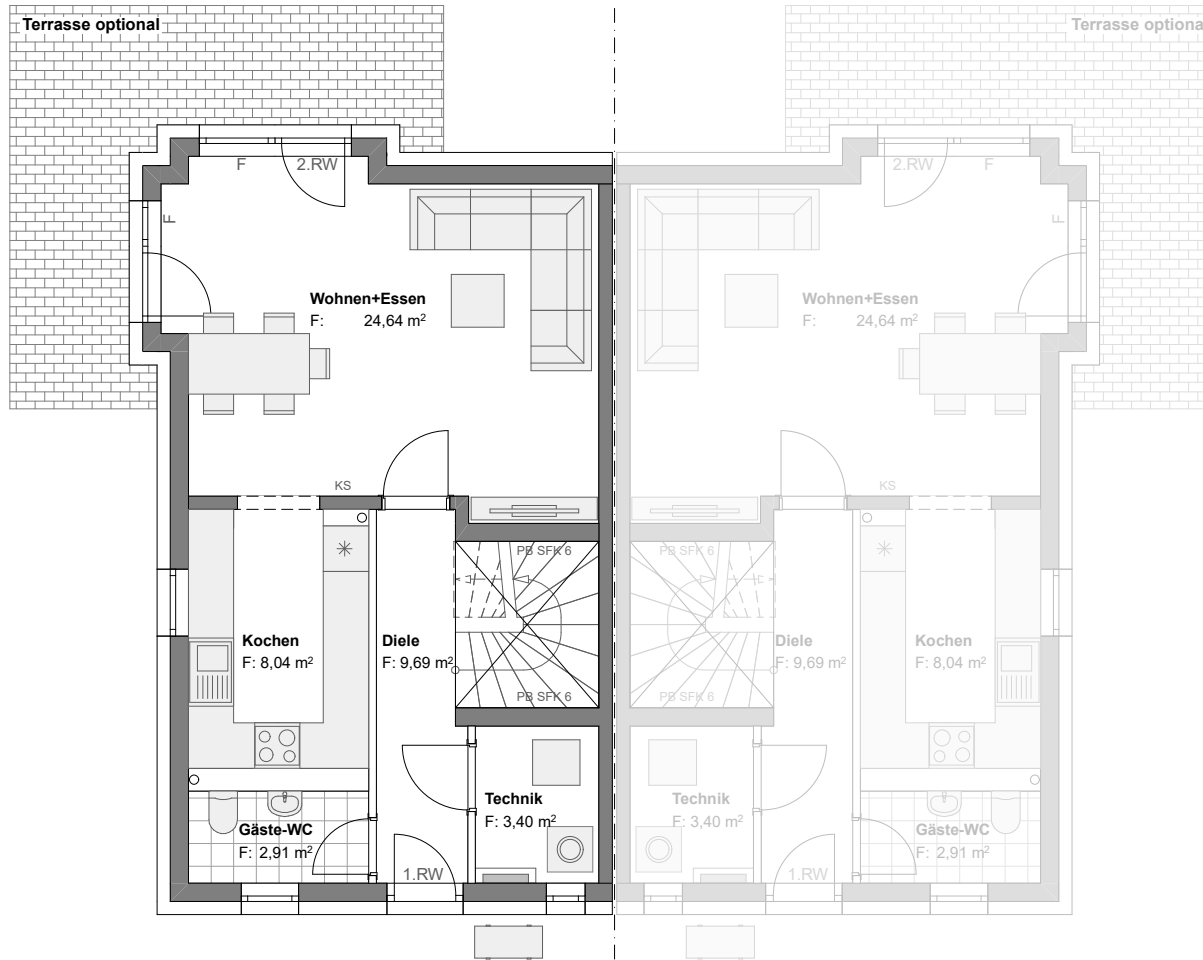 Terrasse optional
Terrasse optional
F
2.RW
2.RW
F
F
F
Wohnen+Essen
F: 24,64 m²
Wohnen+Essen
F: 24,64 m²
KS
KS
PB SFK 6
PB SFK 6
Kochen
F: 8,04 m²
Diele
F: 9,69 m²
Diele
F: 9,69 m²
Kochen
F: 8,04 m²
PB SFK 6
PB SFK 6
Technik
F: 3,40 m²
Technik
F: 3,40 m²
Gäste-WC
F: 2,91 m²
Gäste-WC
F: 2,91 m²
1.RW
1.RW